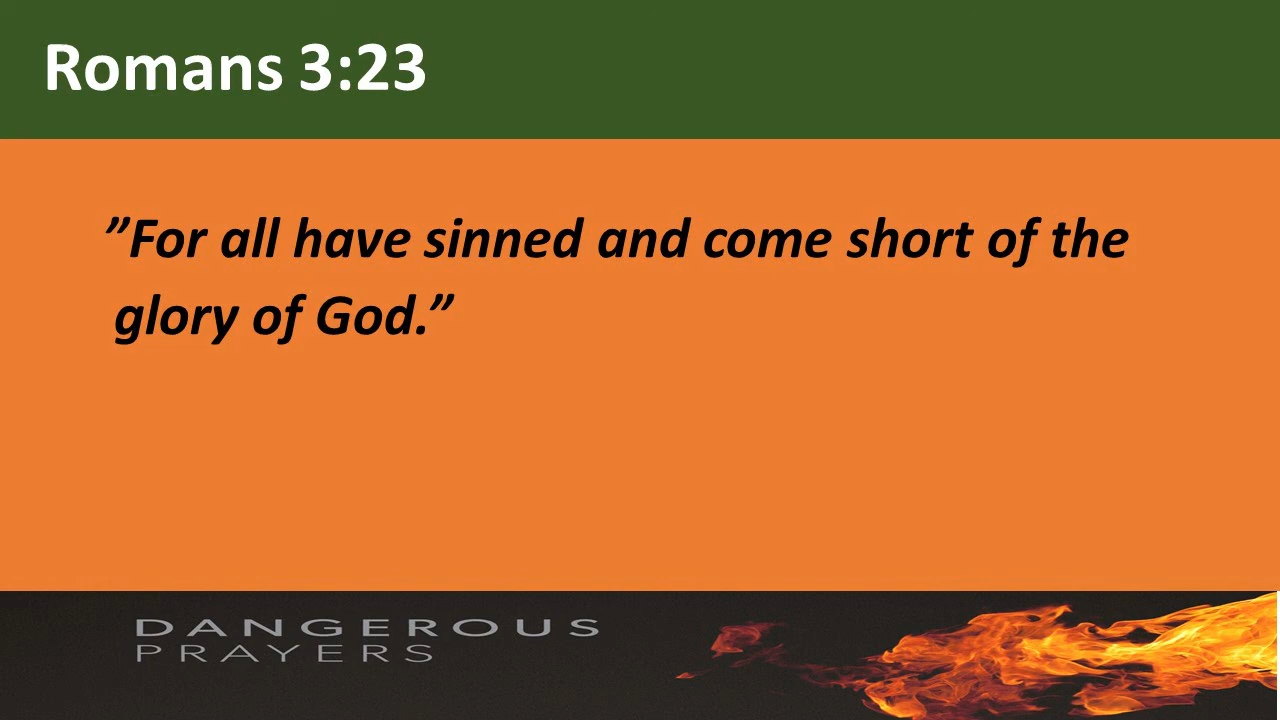 Romans 3:23
”For all have sinned and come short of the
glory of God.”
DANGEROUS
PRAYERS